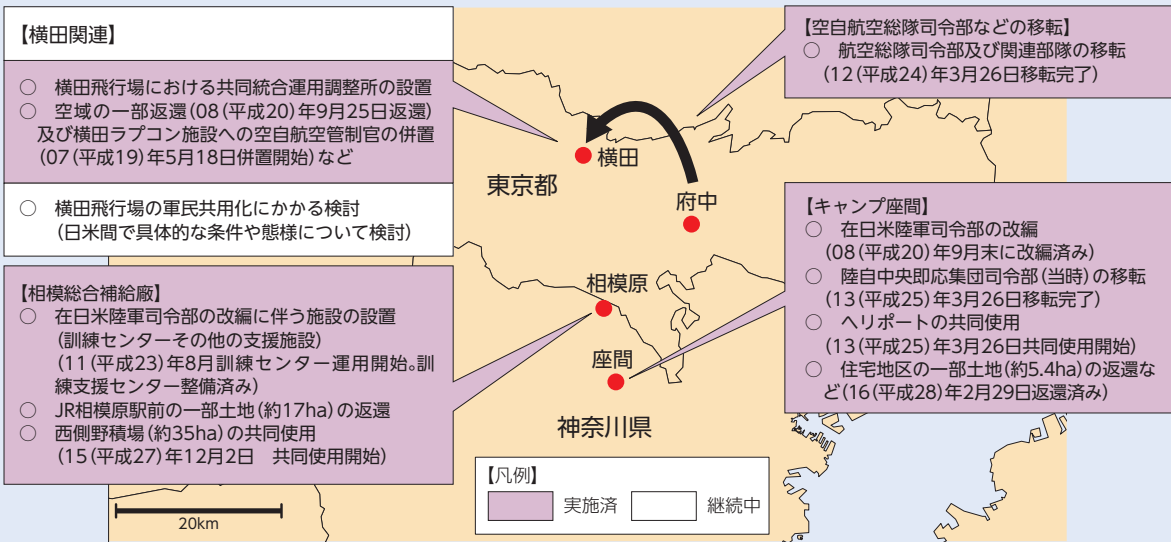 【横田関連】
○ 横田飛行場における共同統合運用調整所の設置
○ 空域の一部返還(08(平成20)年9月25日返還)
及び横田ラプコン施設への空自航空管制官の併置
(07(平成19)年5月18日併置開始)など
○ 横田飛行場の軍民共用化にかかる検討
(日米間で具体的な条件や態様について検討)
【相模総合補給廠】
○ 在日米陸軍司令部の改編に伴う施設の設置
(訓練センターその他の支援施設)
(11(平成23)年8月訓練センター運用開始。訓
練支援センター整備済み)
○ JR相模原駅前の一部土地(約17ha)の返還
○ 西側野積場(約35ha)の共同使用
(15(平成27)年12月2日 共同使用開始)
【空自航空総隊司令部などの移転】
○ 航空総隊司令部及び関連部隊の移転
(12(平成24)年3月26日移転完了)
【キャンプ座間】
○ 在日米陸軍司令部の改編
(08(平成20)年9月末に改編済み)
○ 陸自中央即応集団司令部(当時)の移転
(13(平成25)年3月26日移転完了)
○ ヘリポートの共同使用
(13(平成25)年3月26日共同使用開始)
○ 住宅地区の一部土地(約5.4ha)の返還な
ど(16(平成28)年2月29日返還済み)
横田
東京都
府中
相模原
座間
神奈川県
【凡例】
実施済 継続中
20km